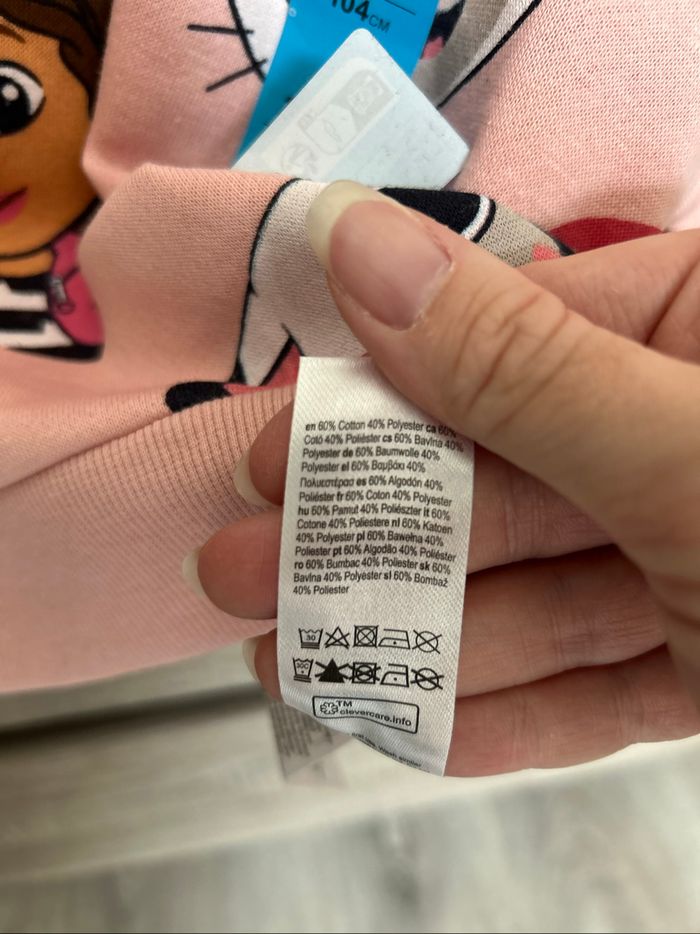 104CM
en 60% Cotton 40% Polyester ca 60%
Cotó 40% Polièster cs 60% Bavlna 40%
Polyester de 60% Baumwolle 40%
Polyester el 60% Βαμβάκι 40%
Πολυεστέρας es 60% Algodón 40%
Poliéster fr 60% Coton 40% Polyester
hu 60% Pamut 40% Poliészter it 60%
Cotone 40% Poliestere nl 60% Katoen
40% Polyester pl 60% Bawełna 40%
Poliester pt 60% Algodão 40% Poliéster
ro 60% Bumbac 40% Poliester sk 60%
Bavlna 40% Polyester sl 60% Bombaž
40% Poliester
30
TM
clevercare.info